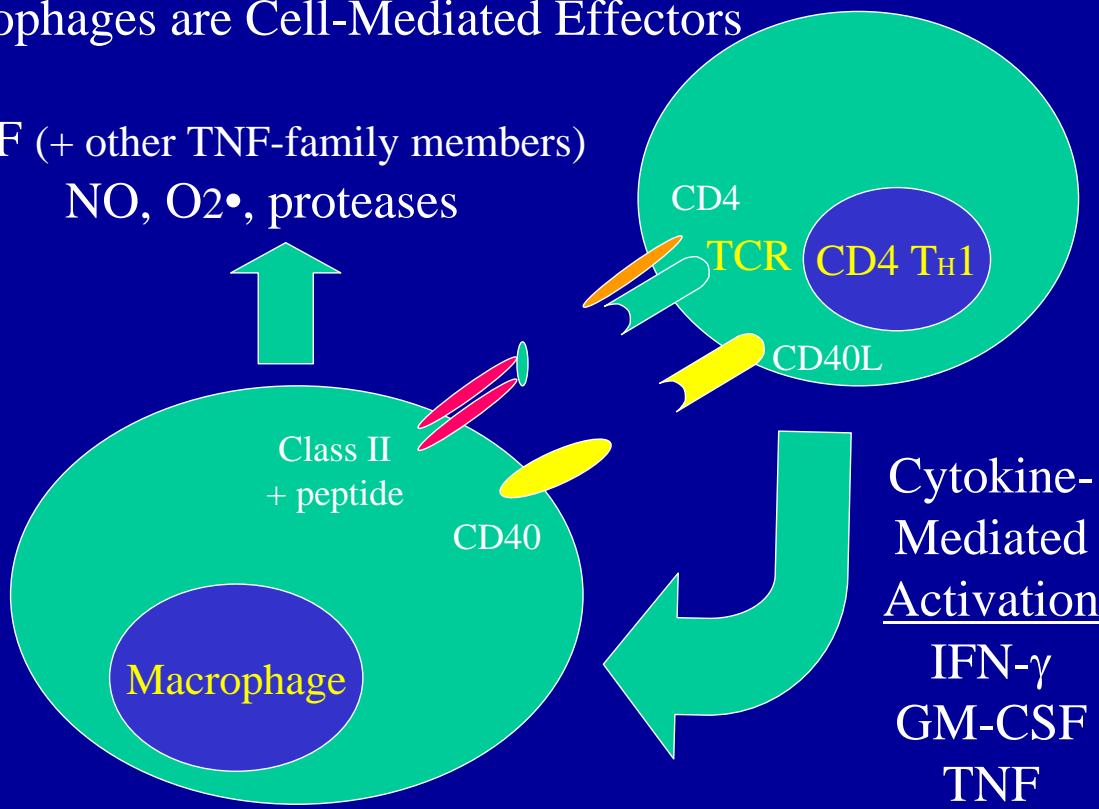 ophages are Cell-Mediated Effectors
F (+ other TNF-family members)
NO, O2•, proteases
CD4
TCR
CD4 TH1
CD40L
Class II
+ peptide
CD40
Macrophage
Cytokine-
Mediated
Activation
IFN-γ
GM-CSF
TNF